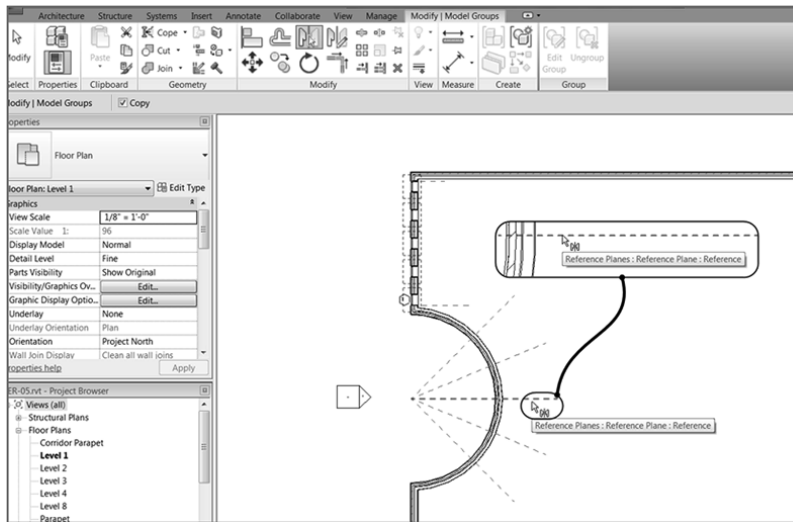 Architecture Structure Systems Insert Annotate Collaborate View Manage Modify | Model Groups
Modify
Paste
Cope
Cut
Join
Edit Group
Ungroup
Select Properties Clipboard Geometry Modify View Measure Create Group
Modify | Model Groups Copy
operties
Floor Plan
loor Plan: Level 1 Edit Type
Graphics
View Scale 1/8" = 1'-0"
Scale Value 1: 96
Display Model Normal
Detail Level Fine
Parts Visibility Show Original
Visibility/Graphics Ov... Edit...
Graphic Display Optio... Edit...
Underlay None
Underlay Orientation Plan
Orientation Project North
Wall Join Display Clean all wall joins
roperties help Apply
ER-05.rvt - Project Browser
Views (all)
Structural Plans
Floor Plans
Corridor Parapet
Level 1
Level 2
Level 3
Level 4
Level 8
Parapet
Reference Planes : Reference Plane : Reference
Reference Planes : Reference Plane : Reference